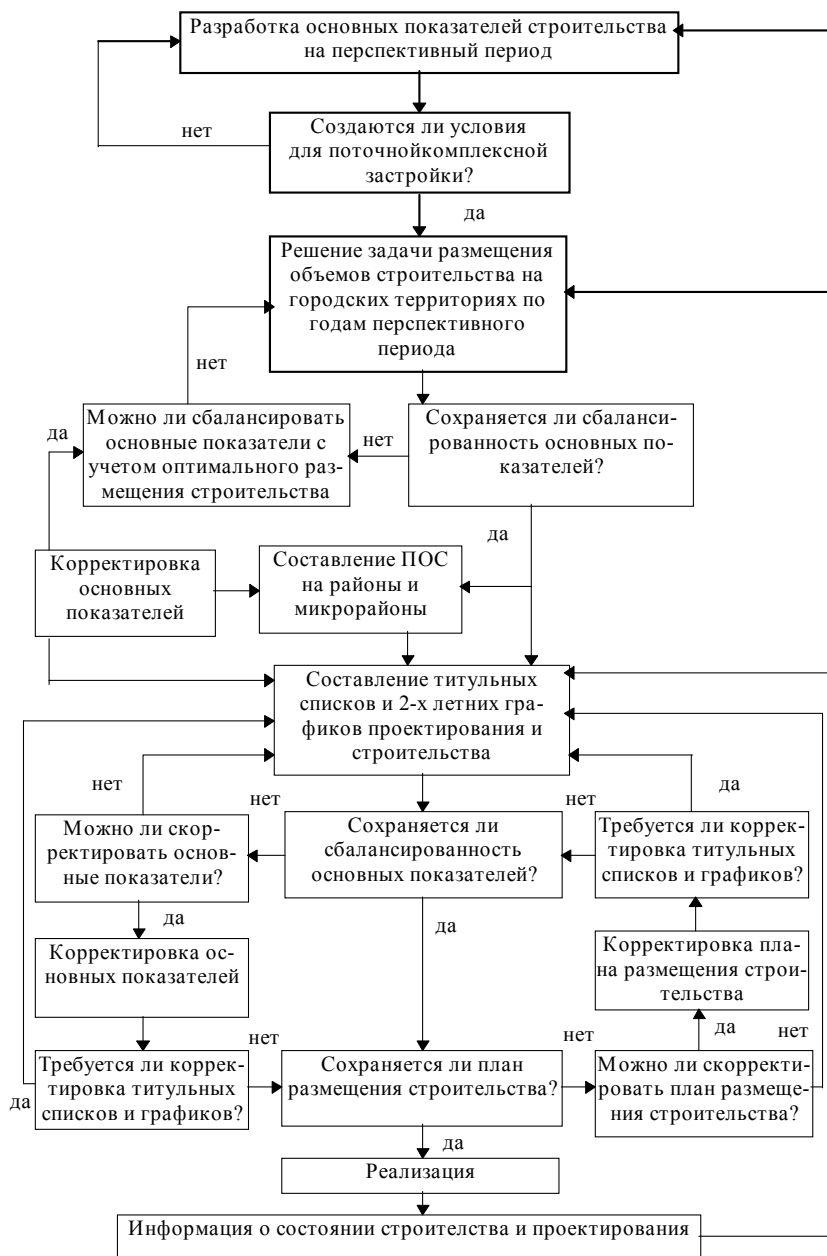 Разработка основных показателей строительства
на перспективный период
нет
Создаются ли условия
для поточнойкомплексной
застройки?
да
Решение задачи размещения
объемов строительства на
городских территориях по
годам перспективного
периода
нет
да
Можно ли сбалансировать
основные показатели с
учетом оптимального раз-
мещения строительства
нет
Сохраняется ли сбаланси-
рованность основных по-
казателей?
да
Корректировка
основных
показателей
Составление ПОС
на районы и
микрорайоны
Составление титульных
списков и 2-х летних гра-
фиков проектирования и
строительства
нет
нет
нет
да
Можно ли скор-
ректировать основ-
ные показатели?
Сохраняется ли
сбалансированность
основных показателей?
Требуется ли коррек-
тировка титульных
списков и графиков?
да
да
Корректировка ос-
новных показателей
Корректировка пла-
на размещения строи-
тельства
нет
нет
да
нет
Требуется ли коррек-
тировка титульных
списков и графиков?
да
Сохраняется ли план
размещения строительства?
Можно ли скорректи-
ровать план размеще-
ния строительства?
да
Реализация
Информация о состоянии строителства и проектирования